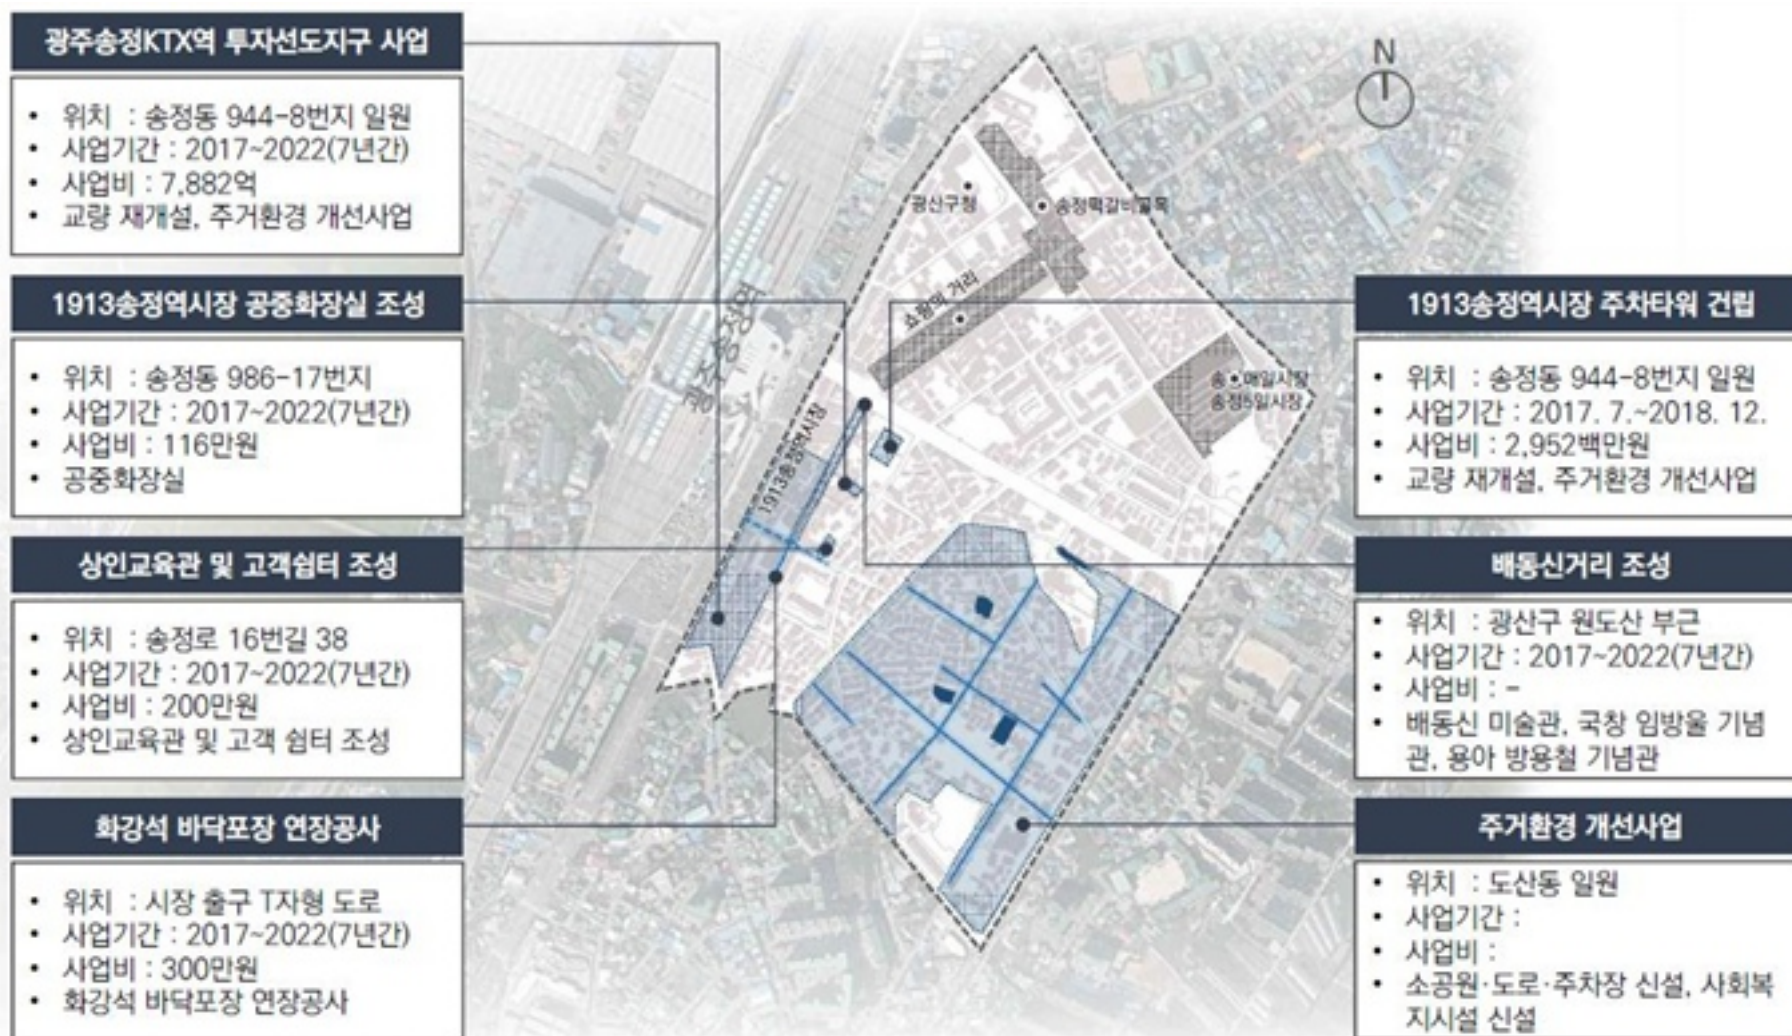 광주송정KTX역 투자선도지구 사업
• 위치 : 송정동 944-8번지 일원
• 사업기간 : 2017~2022(7년간)
• 사업비 : 7,882억
• 교량 재개설, 주거환경 개선사업
1913송정역시장 공중화장실 조성
• 위치 : 송정동 986-17번지
• 사업기간 : 2017~2022(7년간)
• 사업비 : 116만원
• 공중화장실
상인교육관 및 고객쉼터 조성
• 위치 : 송정로 16번길 38
• 사업기간 : 2017~2022(7년간)
• 사업비 : 200만원
• 상인교육관 및 고객 쉼터 조성
화강석 바닥포장 연장공사
• 위치 : 시장 출구 T자형 도로
• 사업기간 : 2017~2022(7년간)
• 사업비 : 300만원
• 화강석 바닥포장 연장공사
N
광산구청
송정떡갈비골목
쇼핑의 거리
광주송정역
1913송정역시장
송 매일시장
송정5일시장
1913송정역시장 주차타워 건립
• 위치 : 송정동 944-8번지 일원
• 사업기간 : 2017. 7.~2018. 12.
• 사업비 : 2,952백만원
• 교량 재개설, 주거환경 개선사업
배동신거리 조성
• 위치 : 광산구 원도산 부근
• 사업기간 : 2017~2022(7년간)
• 사업비 : -
• 배동신 미술관, 국창 임방울 기념
관, 용아 방용철 기념관
주거환경 개선사업
• 위치 : 도산동 일원
• 사업기간 :
• 사업비 :
• 소공원·도로·주차장 신설, 사회복
지시설 신설